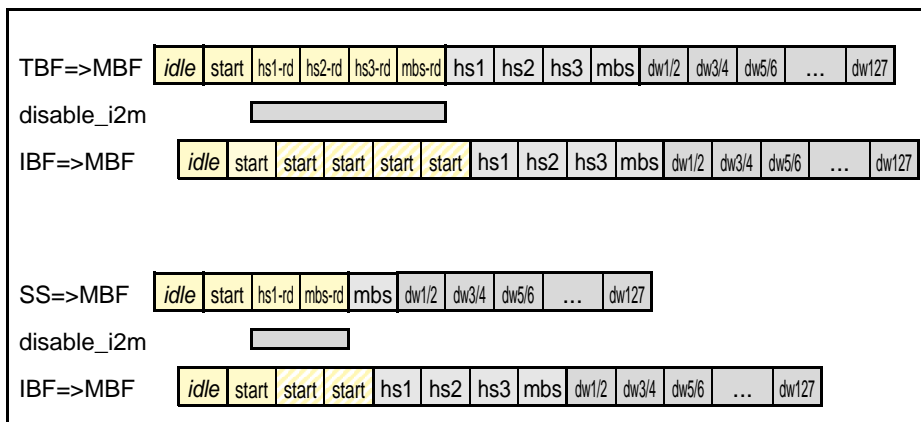 TBF=>MBF idle start hs1-rd hs2-rd hs3-rd mbs-rd hs1 hs2 hs3 mbs dw1/2 dw3/4 dw5/6 ... dw127
disable_i2m
IBF=>MBF idle start start start start start hs1 hs2 hs3 mbs dw1/2 dw3/4 dw5/6 ... dw127
SS=>MBF idle start hs1-rd mbs-rd mbs dw1/2 dw3/4 dw5/6 ... dw127
disable_i2m
IBF=>MBF idle start start start hs1 hs2 hs3 mbs dw1/2 dw3/4 dw5/6 ... dw127